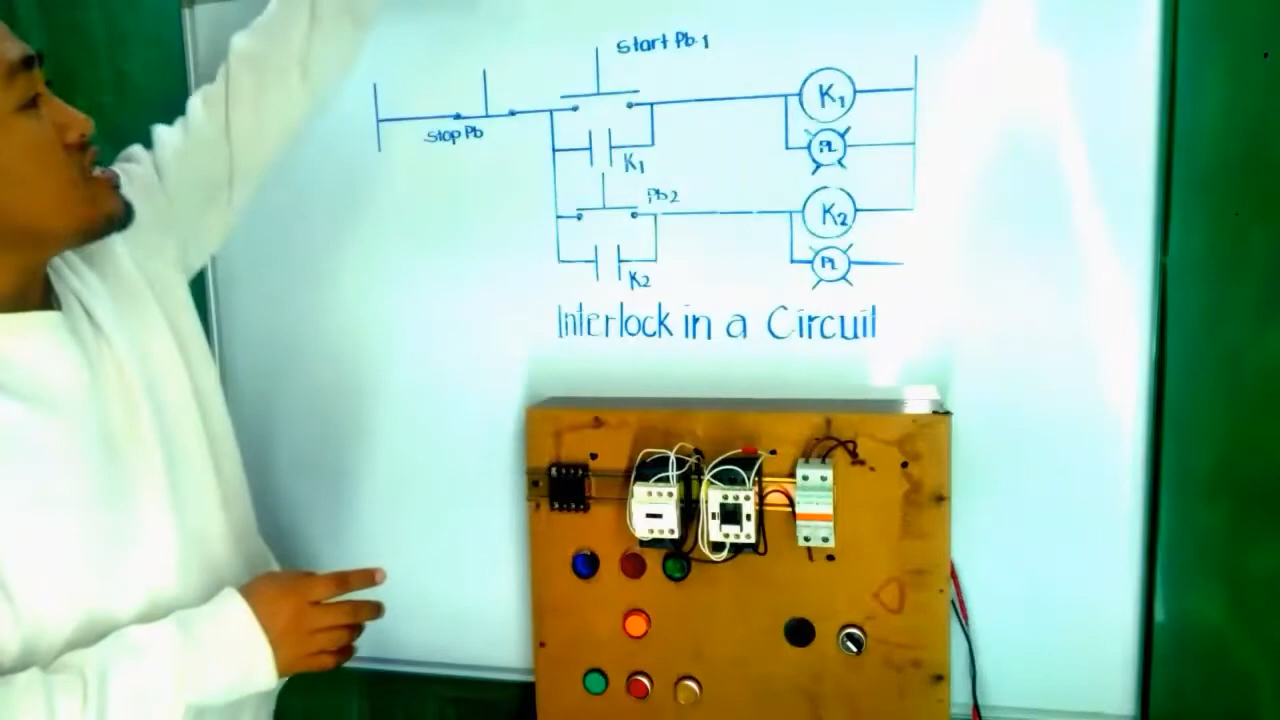 Start Pb.1
Stop Pb
K1
PL
K1
Pb2
K2
PL
K2
Interlock in a Circuit